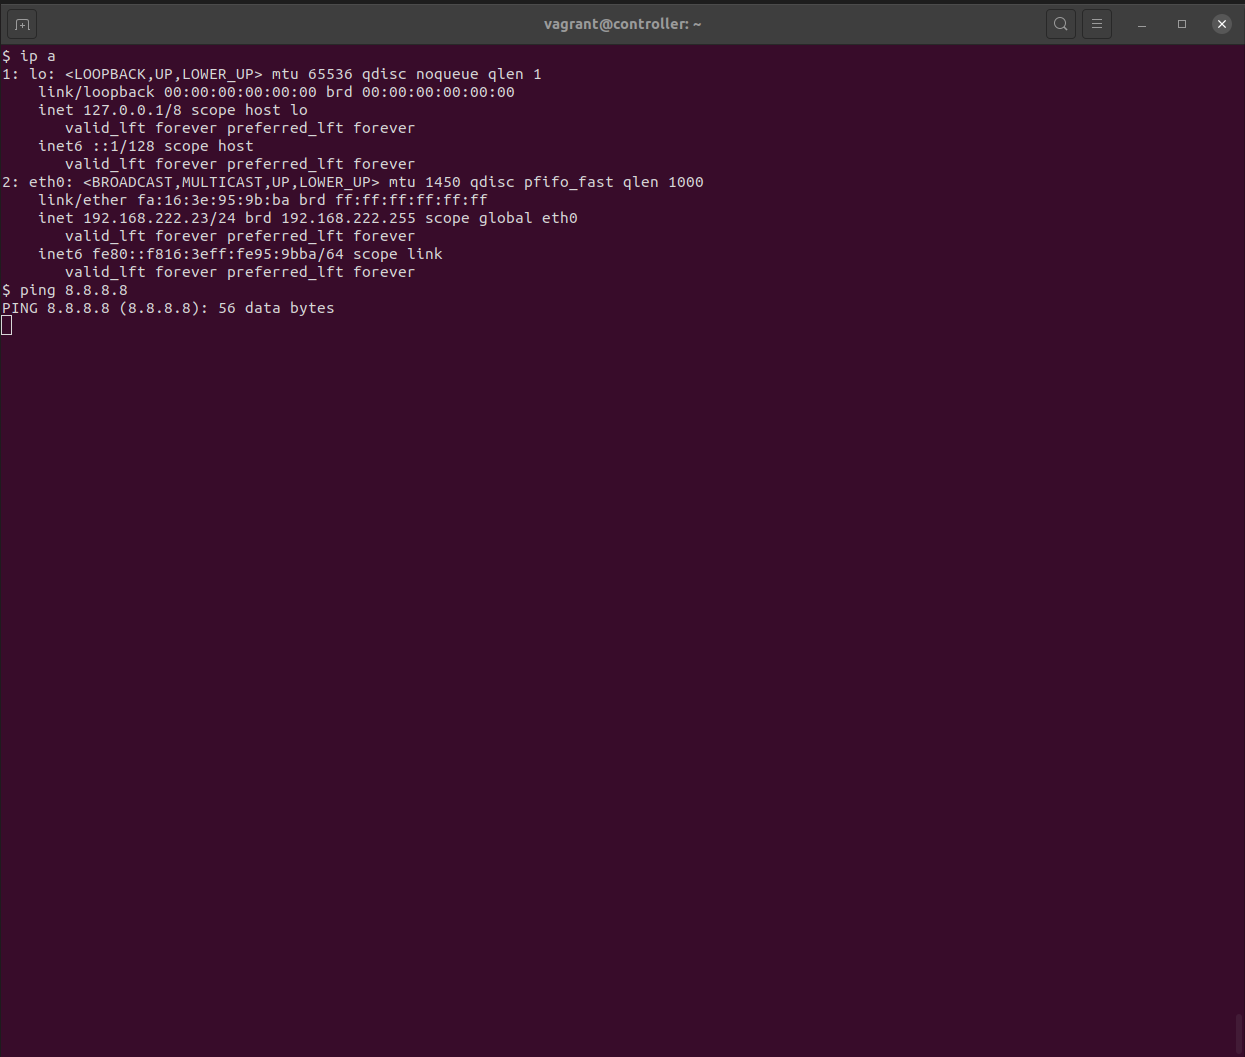 vagrant@controller: ~
$ ip a
1: lo: <LOOPBACK,UP,LOWER_UP> mtu 65536 qdisc noqueue qlen 1
    link/loopback 00:00:00:00:00:00 brd 00:00:00:00:00:00
    inet 127.0.0.1/8 scope host lo
       valid_lft forever preferred_lft forever
    inet6 ::1/128 scope host
       valid_lft forever preferred_lft forever
2: eth0: <BROADCAST,MULTICAST,UP,LOWER_UP> mtu 1450 qdisc pfifo_fast qlen 1000
    link/ether fa:16:3e:95:9b:ba brd ff:ff:ff:ff:ff:ff
    inet 192.168.222.23/24 brd 192.168.222.255 scope global eth0
       valid_lft forever preferred_lft forever
    inet6 fe80::f816:3eff:fe95:9bba/64 scope link
       valid_lft forever preferred_lft forever
$ ping 8.8.8.8
PING 8.8.8.8 (8.8.8.8): 56 data bytes